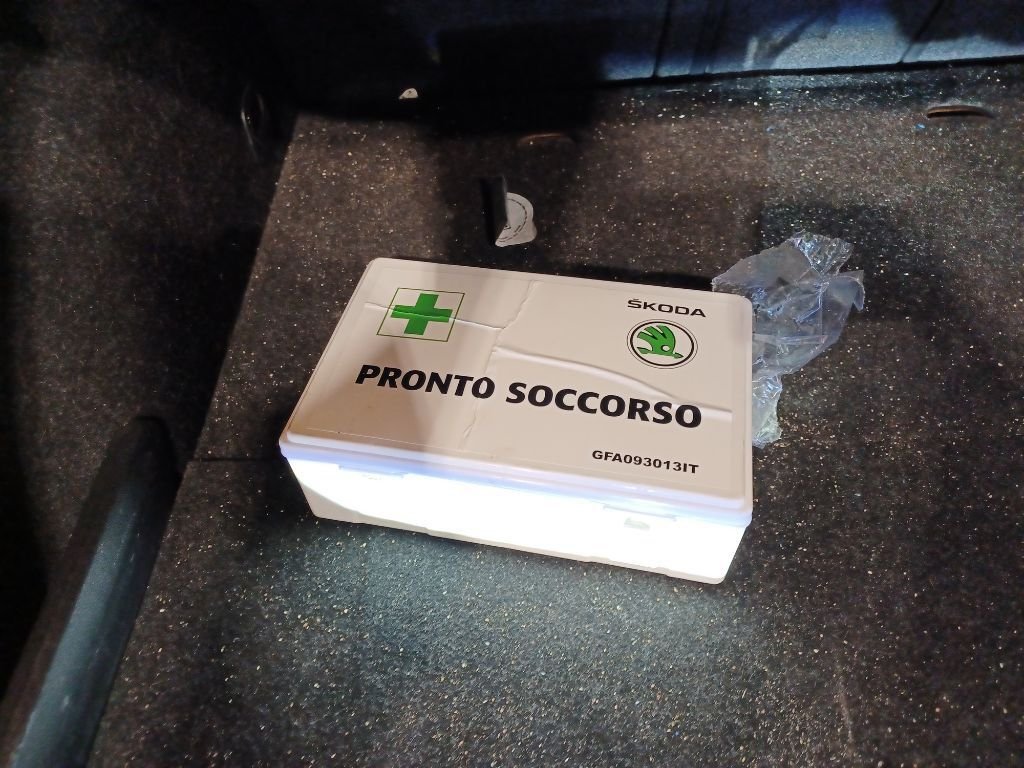 ŠKODA
PRONTO SOCCORSO
GFA093013IT